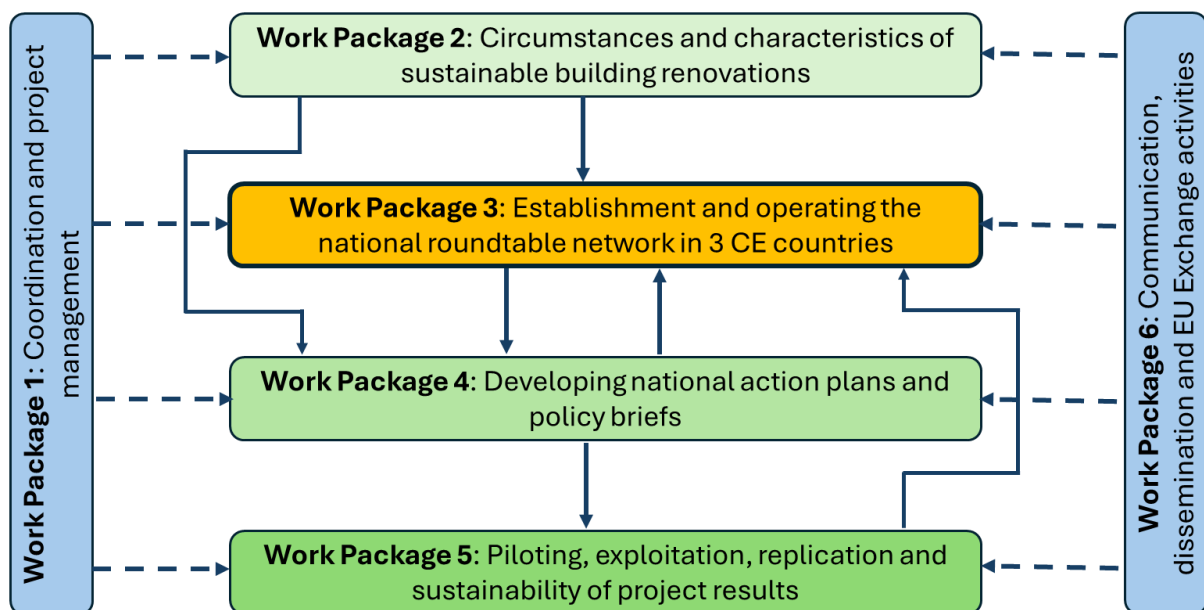 Work Package 1: Coordination and project
management
Work Package 2: Circumstances and characteristics of
sustainable building renovations
Work Package 3: Establishment and operating the
national roundtable network in 3 CE countries
Work Package 4: Developing national action plans and
policy briefs
Work Package 5: Piloting, exploitation, replication and
sustainability of project results
Work Package 6: Communication,
dissemination and EU Exchange activities